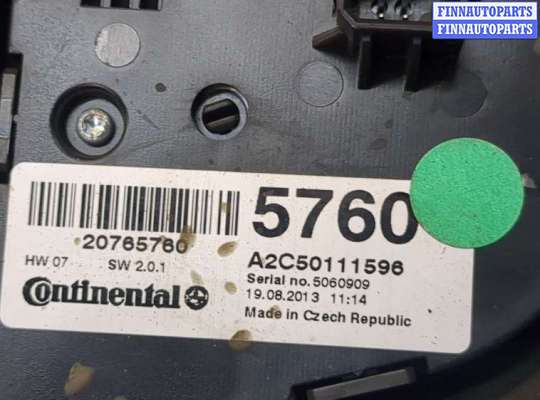 FINNAUTOPARTS
FINNAUTOPARTS
FINNAUTOPARTS
5760
20765760
A2C50111596
HW 07 SW 2.0.1
Serial no. 5060909
19.08.2013 11:14
Continental
Made in Czech Republic